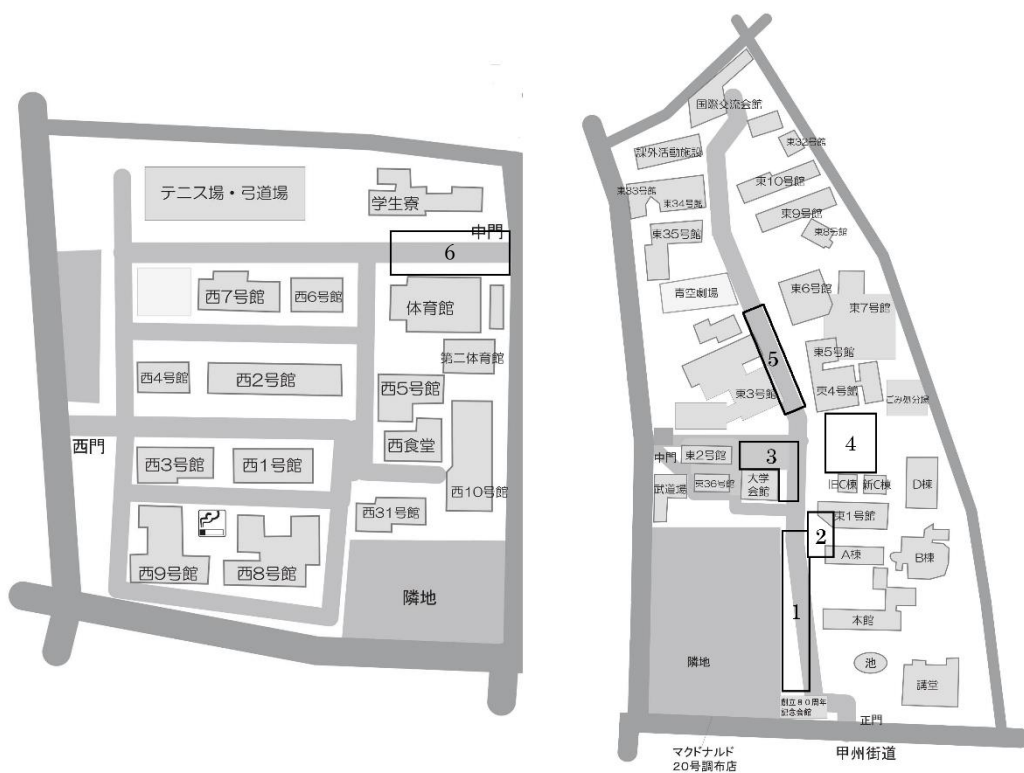 テニス場・弓道場
学生寮
中門
6
西7号館
西6号館
体育館
第二体育館
西4号館
西2号館
西5号館
西門
西食堂
西3号館
西1号館
西10号館
西31号館
西9号館
西8号館
隣地
国際交流会館
東32号館
課外活動施設
東10号館
東33号館
東34号館
東9号館
東8号館
東35号館
青空劇場
東6号館
東7号館
5
東5号館
東3号館
東4号館
ごみ処分場
3
4
中門
東2号館
武道場
東36号館
大学
会館
IEC棟
新C棟
D棟
東1号館
2
A棟
B棟
1
本館
隣地
池
講堂
創立80周年
記念会館
正門
マクドナルド
20号調布店
甲州街道